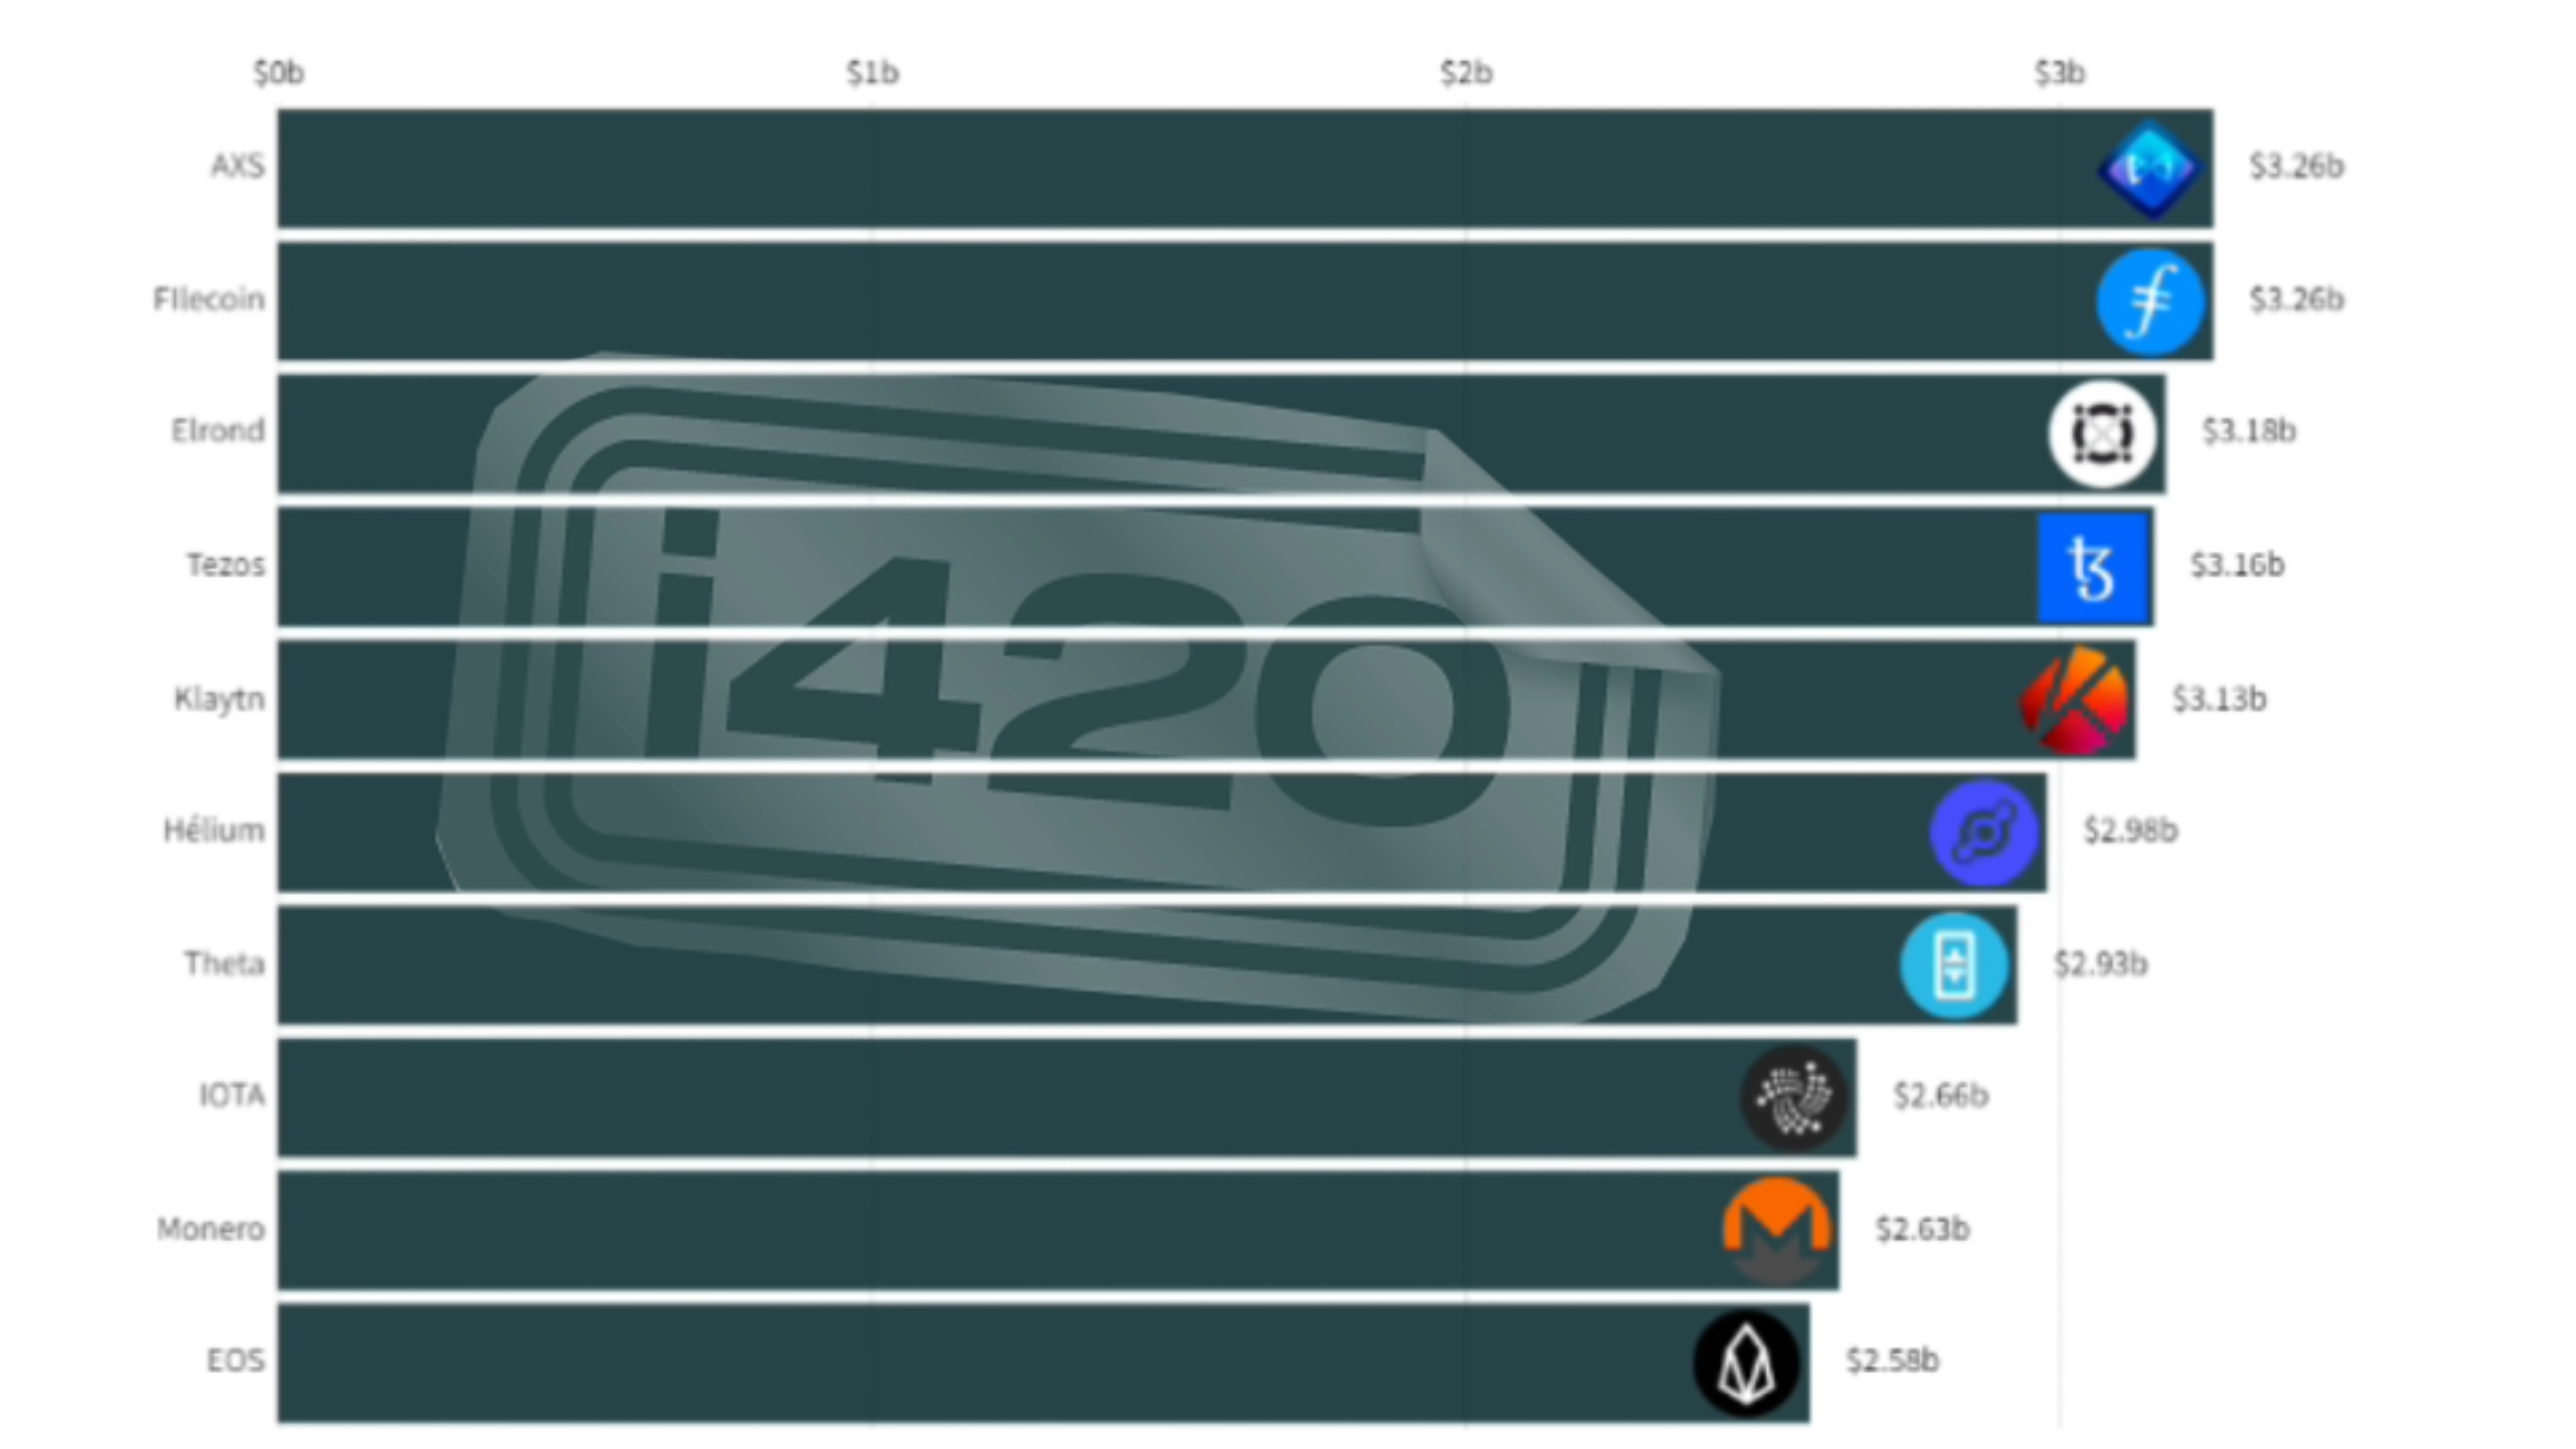 $0b $1b $2b $3b
AXS $3.26b
FIlecoin $3.26b
Elrond $3.18b
Tezos $3.16b
Klaytn $3.13b
Hélium $2.98b
Theta $2.93b
IOTA $2.66b
Monero $2.63b
EOS $2.58b
i420